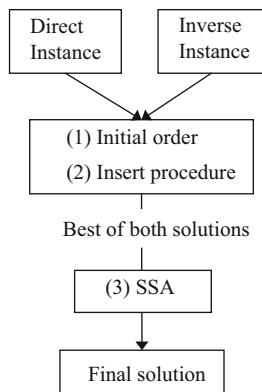 Direct
Instance
Inverse
Instance
(1) Initial order
(2) Insert procedure
Best of both solutions
(3) SSA
Final solution